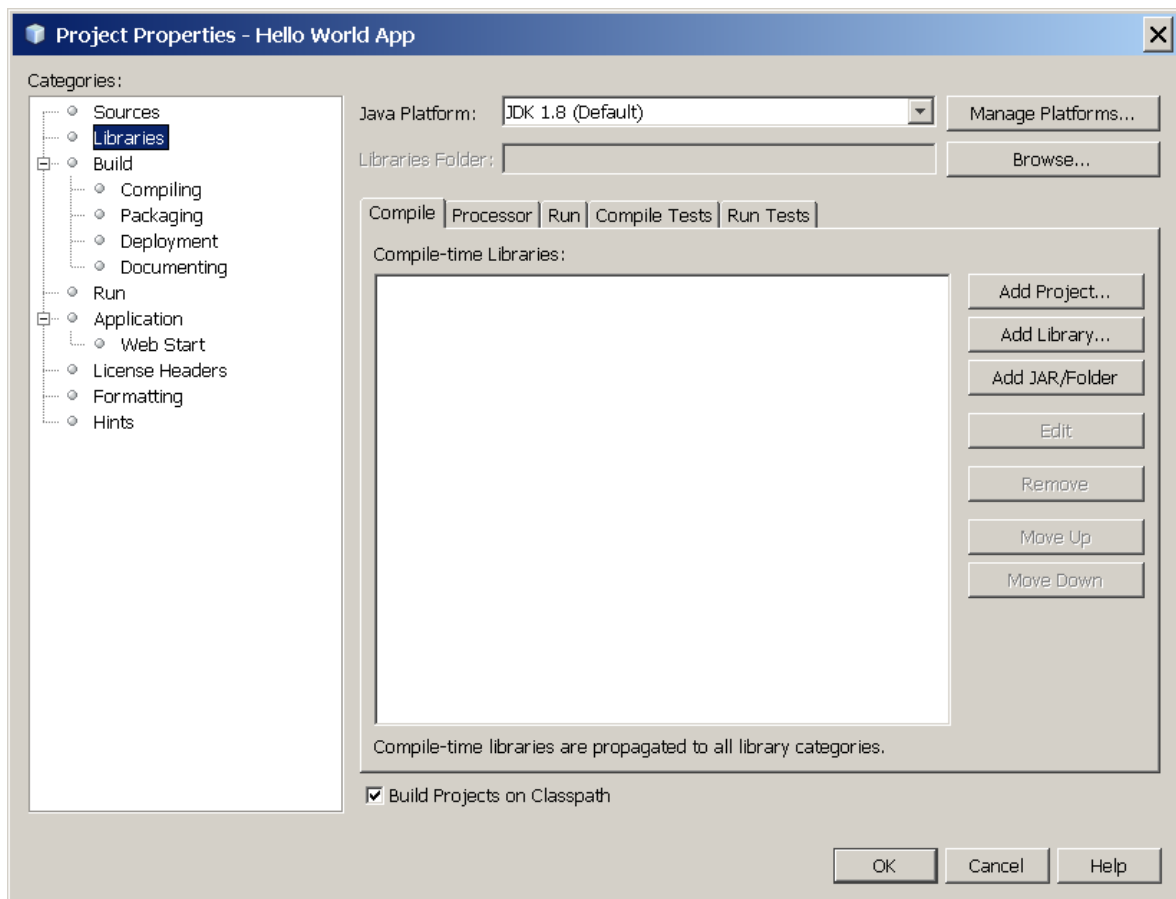 Project Properties - Hello World App
Categories:
Sources
Libraries
Build
Compiling
Packaging
Deployment
Documenting
Run
Application
Web Start
License Headers
Formatting
Hints
Java Platform: JDK 1.8 (Default) Manage Platforms...
Libraries Folder: Browse...
Compile Processor Run Compile Tests Run Tests
Compile-time Libraries:
Add Project...
Add Library...
Add JAR/Folder
Edit
Remove
Move Up
Move Down
Compile-time libraries are propagated to all library categories.
Build Projects on Classpath
OK Cancel Help